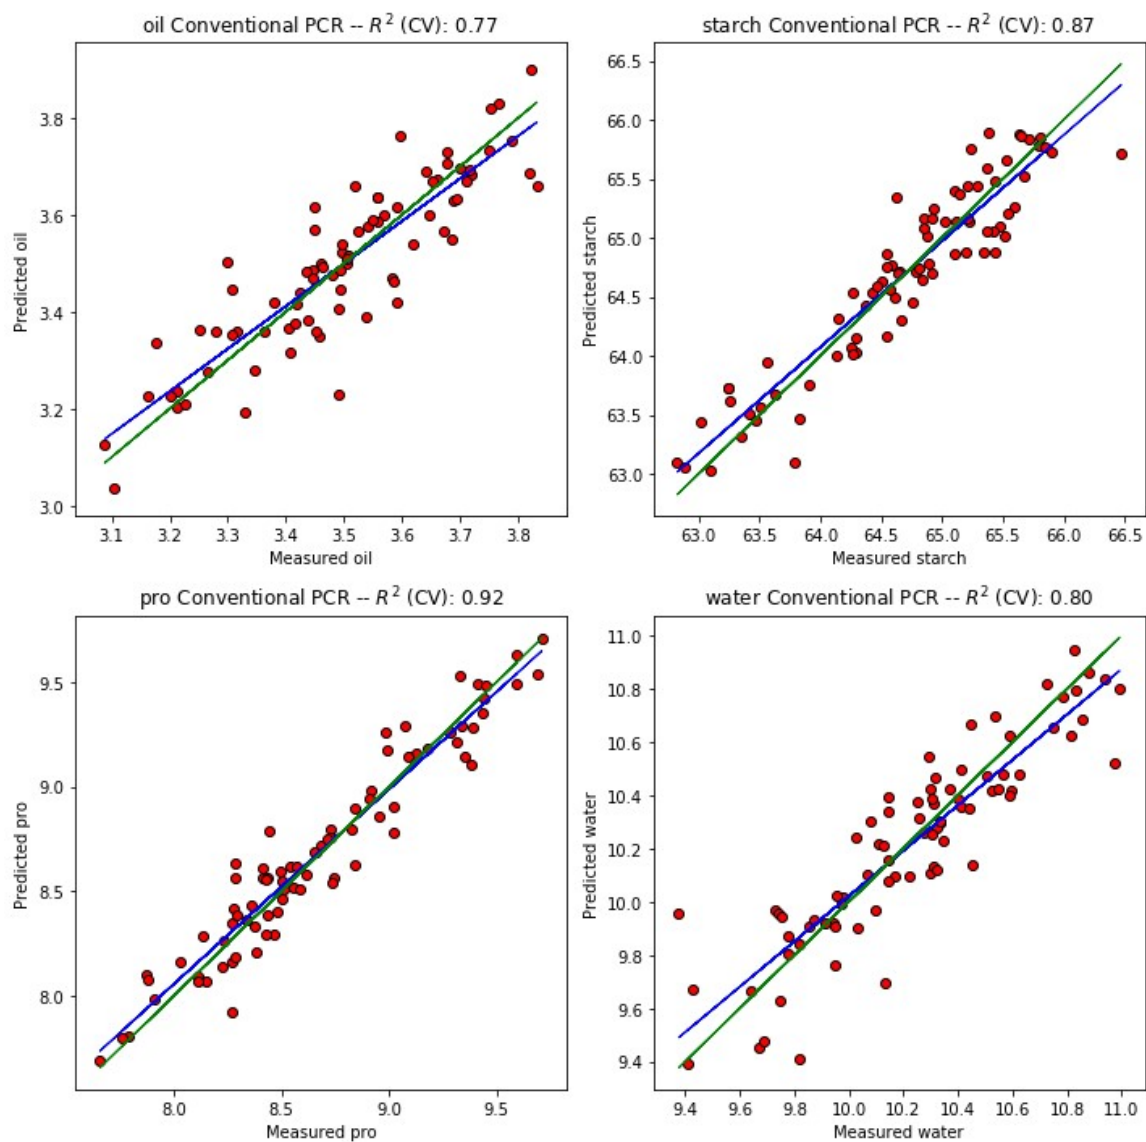 oil Conventional PCR -- R² (CV): 0.77
3.8
3.6
3.4
3.2
3.0
Predicted oil
3.1 3.2 3.3 3.4 3.5 3.6 3.7 3.8
Measured oil
starch Conventional PCR -- R² (CV): 0.87
66.5
66.0
65.5
65.0
64.5
64.0
63.5
63.0
Predicted starch
63.0 63.5 64.0 64.5 65.0 65.5 66.0 66.5
Measured starch
pro Conventional PCR -- R² (CV): 0.92
9.5
9.0
8.5
8.0
Predicted pro
8.0 8.5 9.0 9.5
Measured pro
water Conventional PCR -- R² (CV): 0.80
11.0
10.8
10.6
10.4
10.2
10.0
9.8
9.6
9.4
Predicted water
9.4 9.6 9.8 10.0 10.2 10.4 10.6 10.8 11.0
Measured water